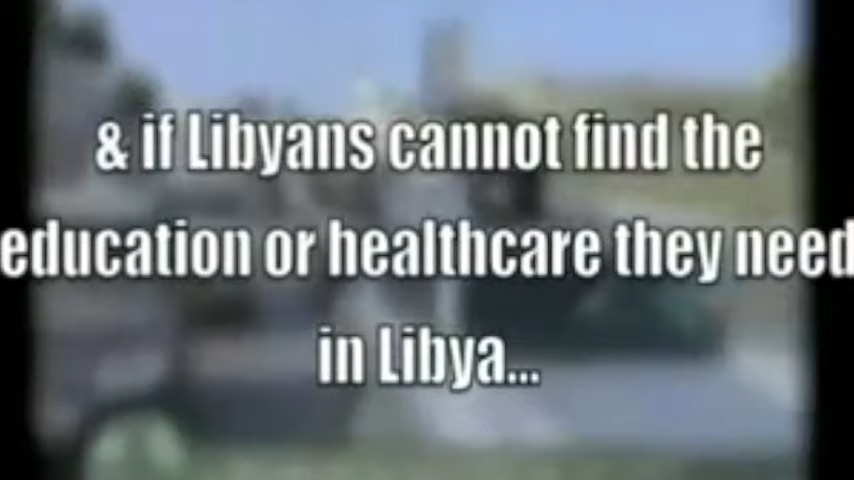 & if Libyans cannot find the
education or healthcare they need
in Libya...